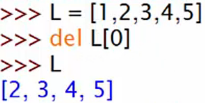 >>> L = [1,2,3,4,5]
>>> del L[0]
>>> L
[2, 3, 4, 5]